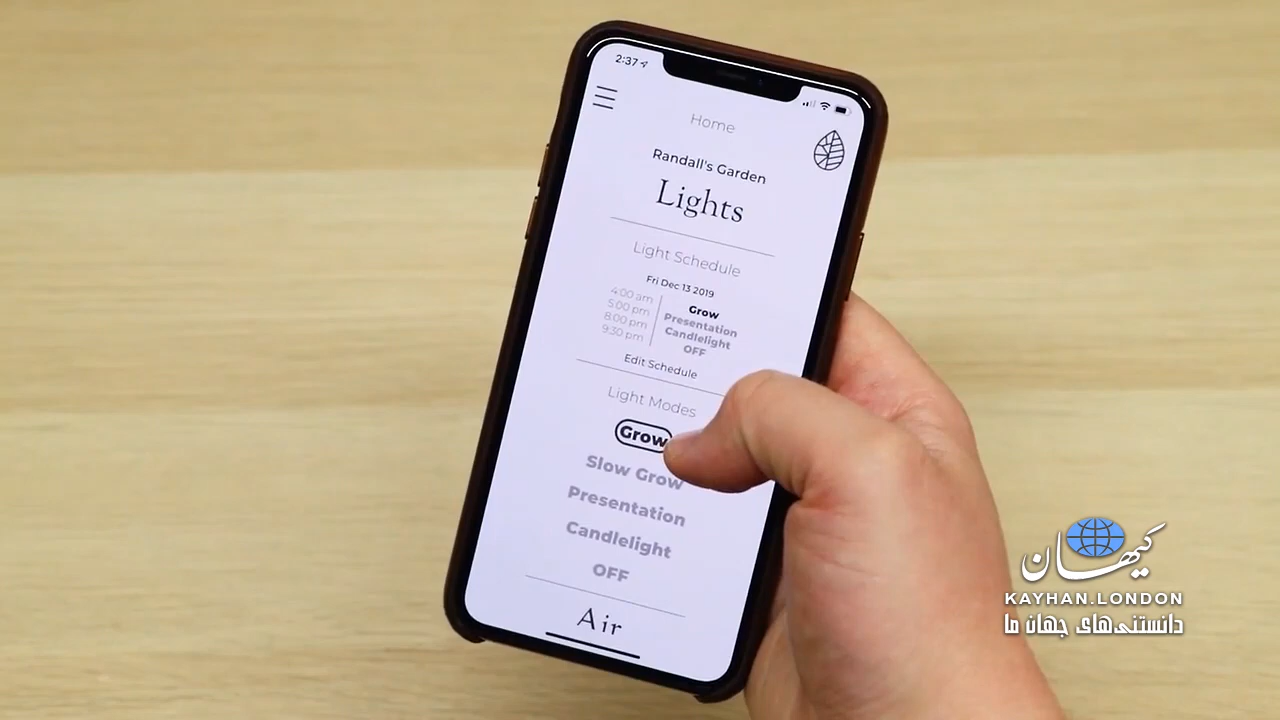 2:37
Home
Randall's Garden
Lights
Light Schedule
Fri Dec 13 2019
4:00 am Grow
5:00 pm Presentation
8:00 pm Candlelight
9:30 pm OFF
Edit Schedule
Light Modes
Grow
Slow Grow
Presentation
Candlelight
OFF
Air
کیهان
KAYHAN.LONDON
دانستنی‌های جهان ما